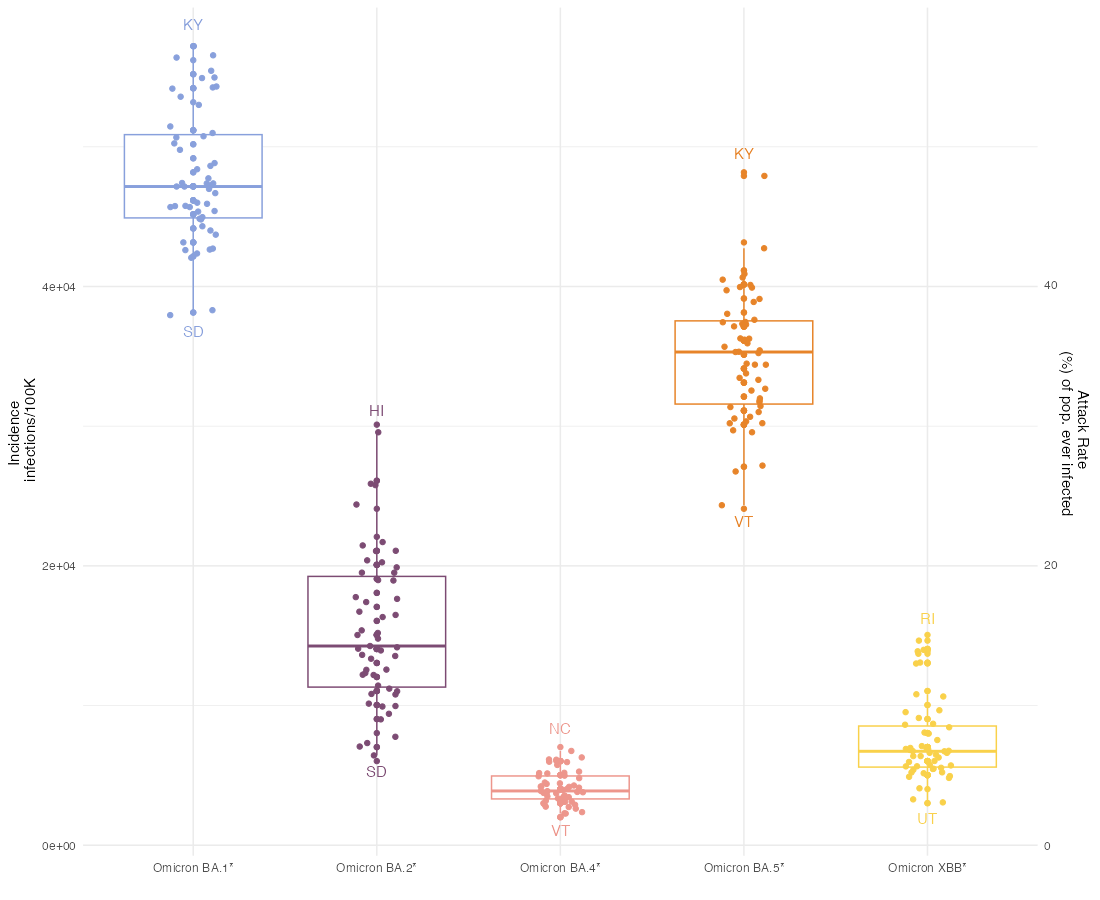 KY
KY
4e+04
40
SD
Incidence
infections/100K
Attack Rate
(%) of pop. ever infected
HI
VT
2e+04
20
RI
NC
SD
UT
VT
0e+00
0
Omicron BA.1*
Omicron BA.2*
Omicron BA.4*
Omicron BA.5*
Omicron XBB*